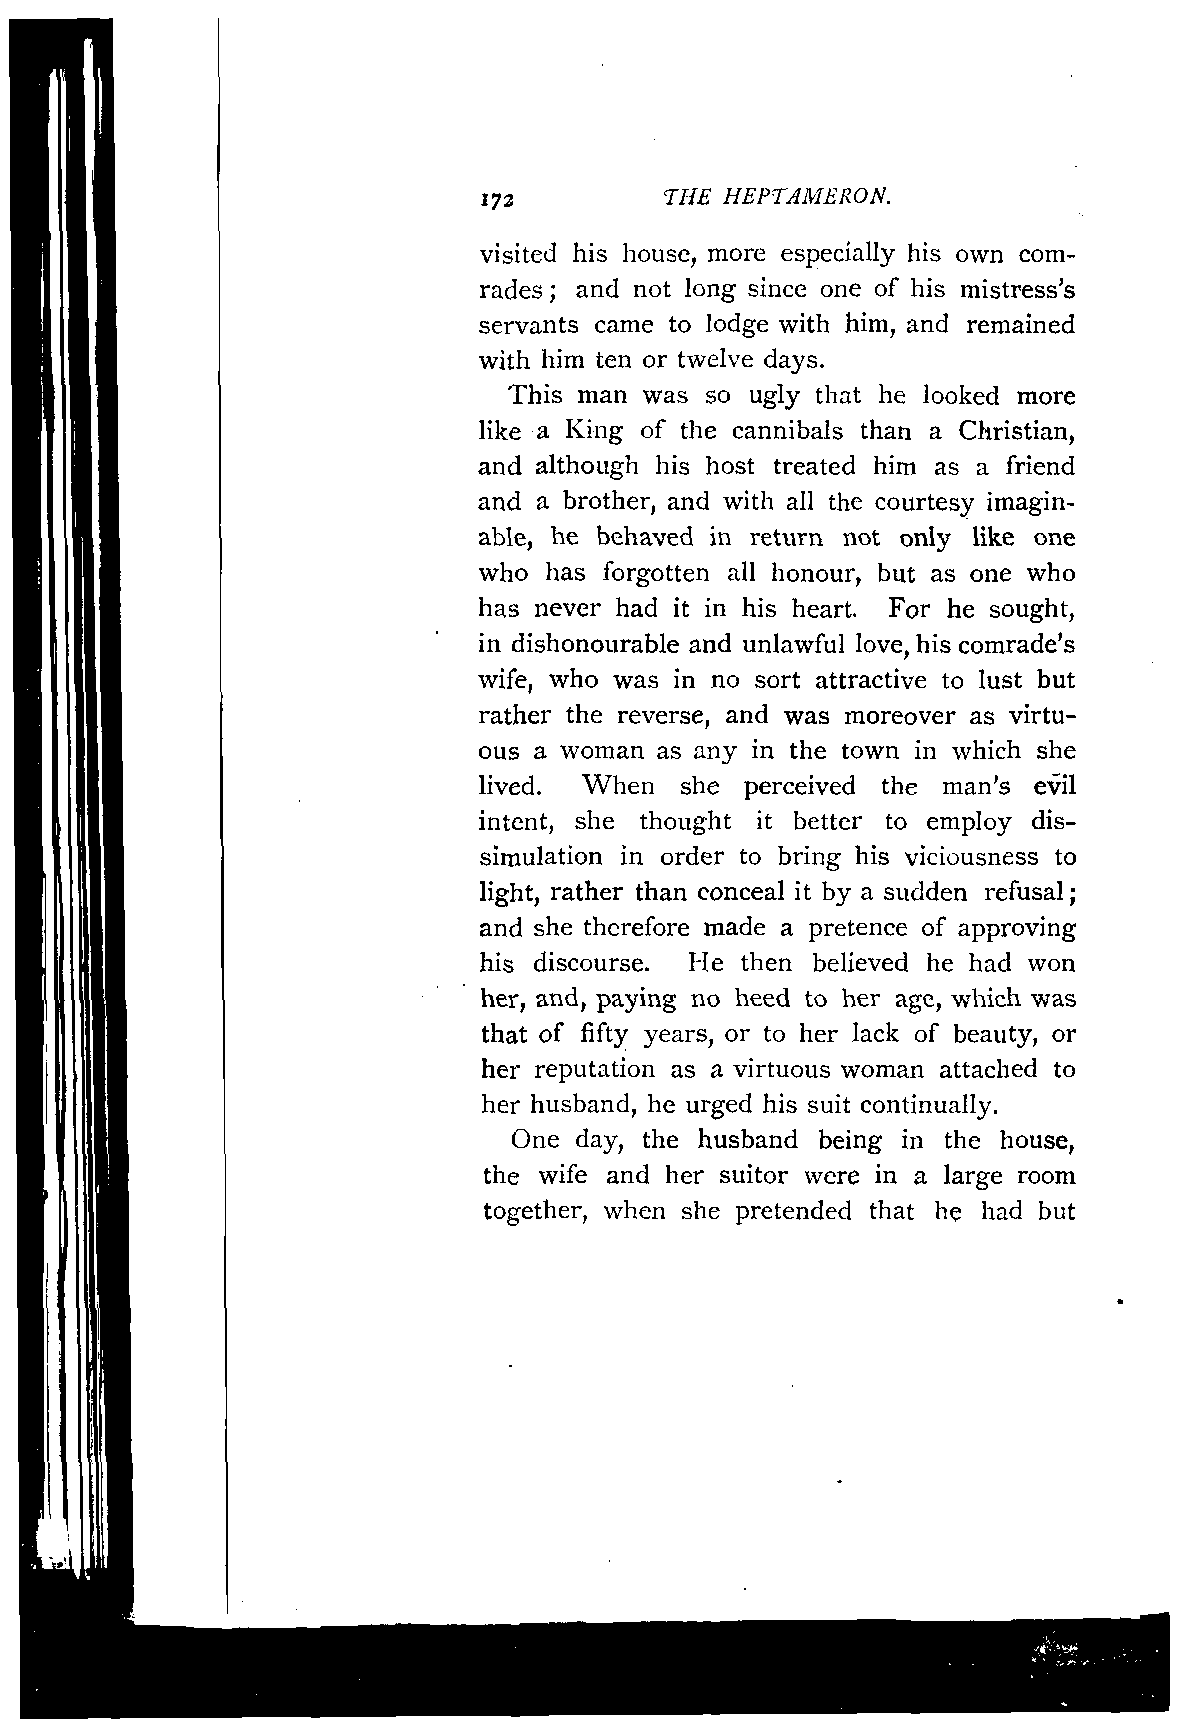 172 THE HEPTAMERON.
visited his house, more especially his own com-
rades; and not long since one of his mistress's
servants came to lodge with him, and remained
with him ten or twelve days.
This man was so ugly that he looked more
like a King of the cannibals than a Christian,
and although his host treated him as a friend
and a brother, and with all the courtesy imagin-
able, he behaved in return not only like one
who has forgotten all honour, but as one who
has never had it in his heart. For he sought,
in dishonourable and unlawful love, his comrade's
wife, who was in no sort attractive to lust but
rather the reverse, and was moreover as virtu-
ous a woman as any in the town in which she
lived. When she perceived the man's evil
intent, she thought it better to employ dis-
simulation in order to bring his viciousness to
light, rather than conceal it by a sudden refusal;
and she therefore made a pretence of approving
his discourse. He then believed he had won
her, and, paying no heed to her age, which was
that of fifty years, or to her lack of beauty, or
her reputation as a virtuous woman attached to
her husband, he urged his suit continually.
One day, the husband being in the house,
the wife and her suitor were in a large room
together, when she pretended that he had but